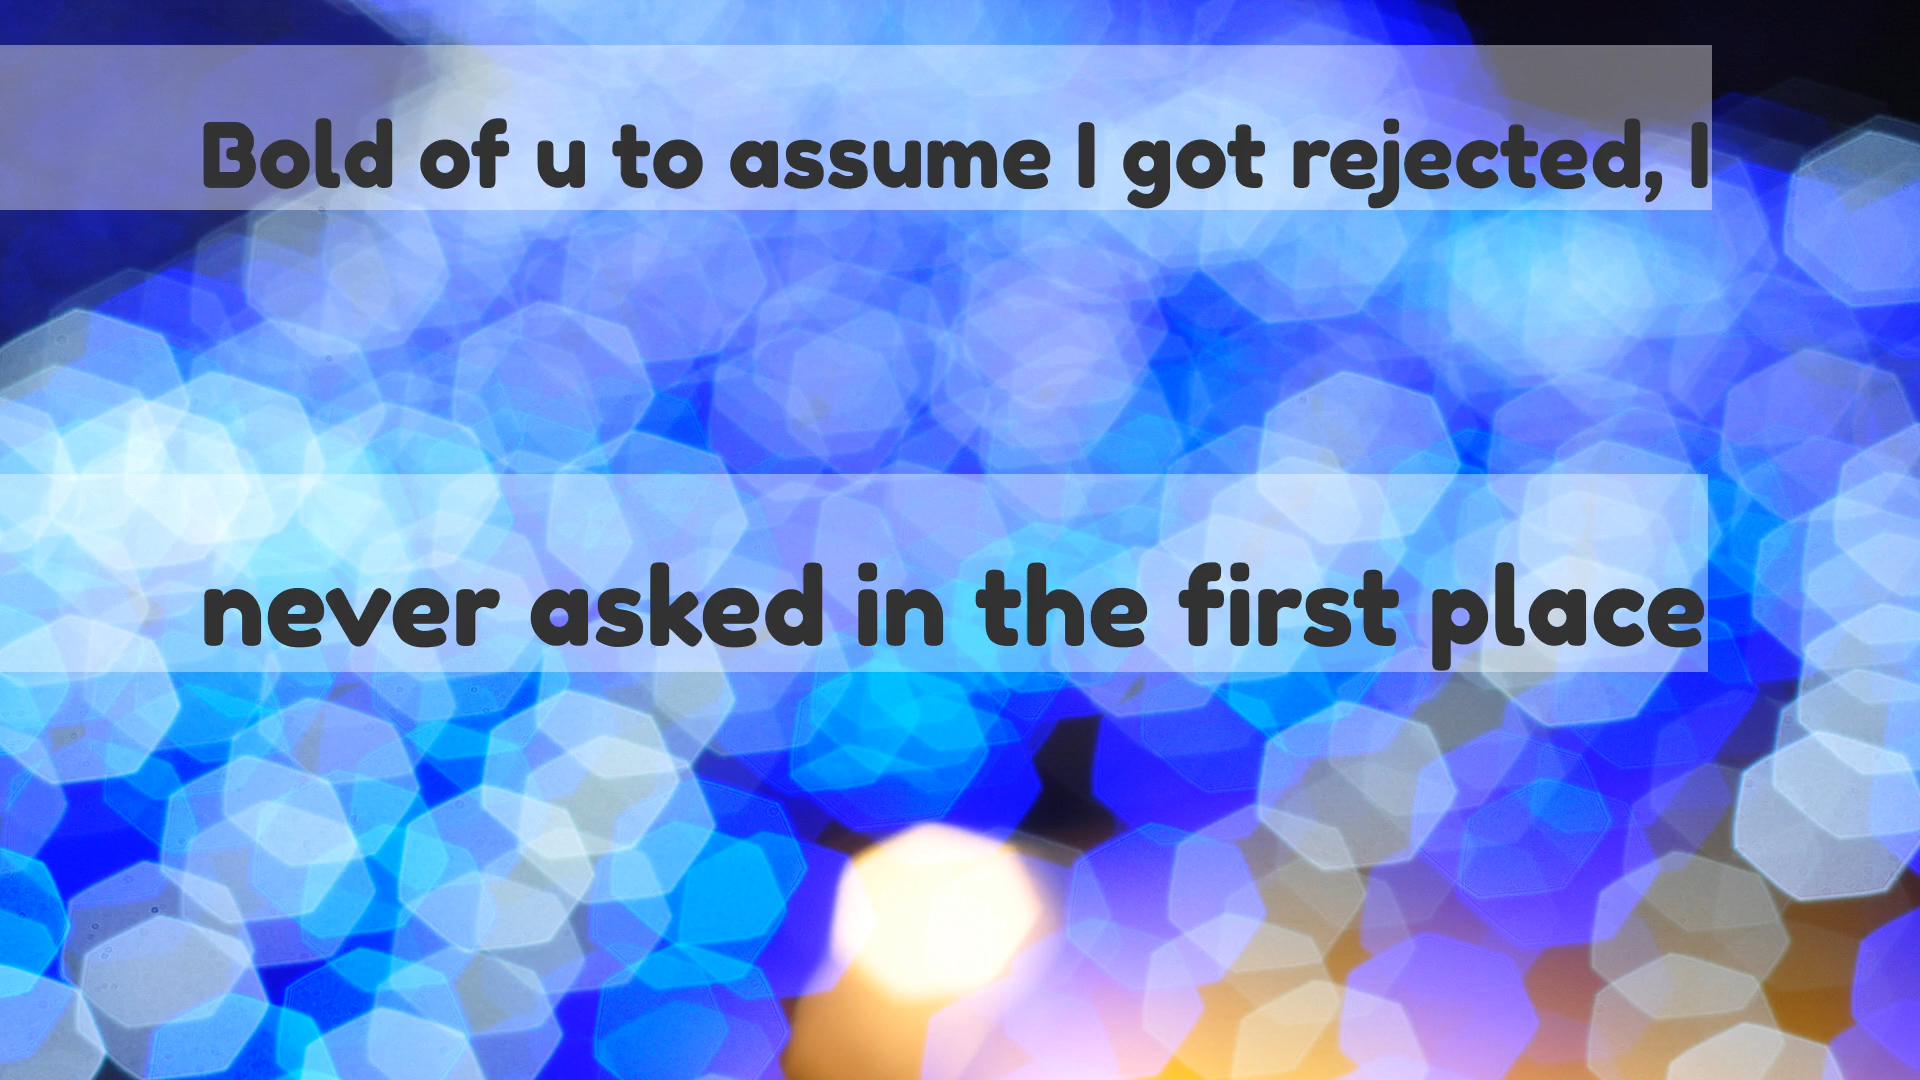 Bold of u to assume I got rejected, I
never asked in the first place